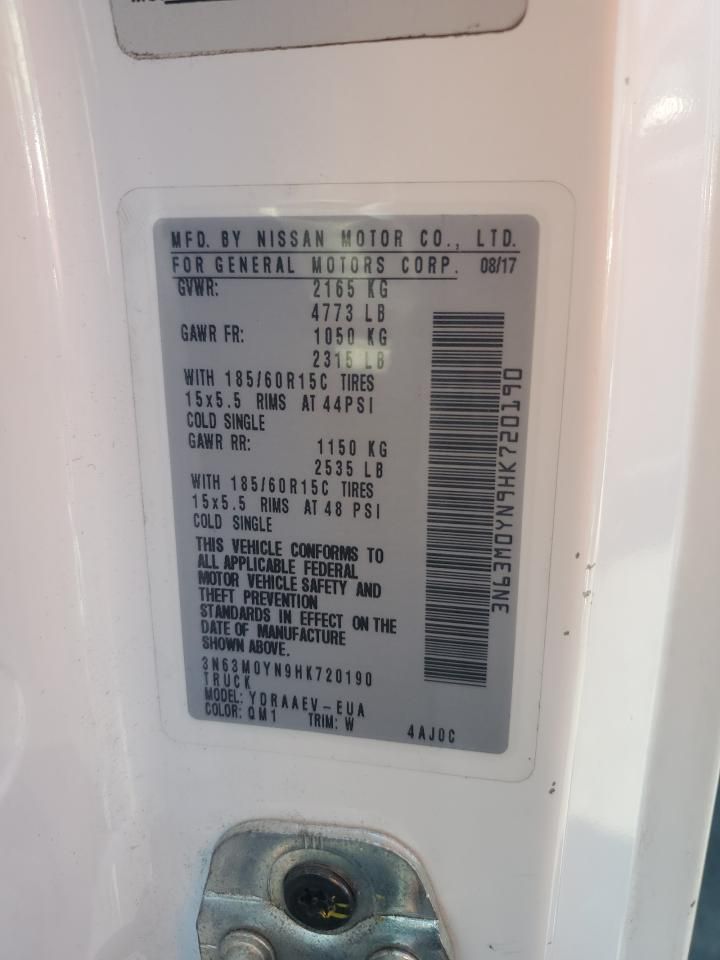 MFD. BY NISSAN MOTOR CO., LTD.
FOR GENERAL MOTORS CORP. 08/17
GVWR: 2165 KG
4773 LB
GAWR FR: 1050 KG
2315 LB
WITH 185/60R15C TIRES
15x5.5 RIMS AT 44PSI
COLD SINGLE
GAWR RR: 1150 KG
2535 LB
WITH 185/60R15C TIRES
15x5.5 RIMS AT 48 PSI
COLD SINGLE
THIS VEHICLE CONFORMS TO
ALL APPLICABLE FEDERAL
MOTOR VEHICLE SAFETY AND
THEFT PREVENTION
STANDARDS IN EFFECT ON THE
DATE OF MANUFACTURE
SHOWN ABOVE.
3N63M0YN9HK720190
TRUCK
MODEL: YDRAAEV-EUA
COLOR: QM1 TRIM: W 4AJ0C
3N63M0YN9HK720190